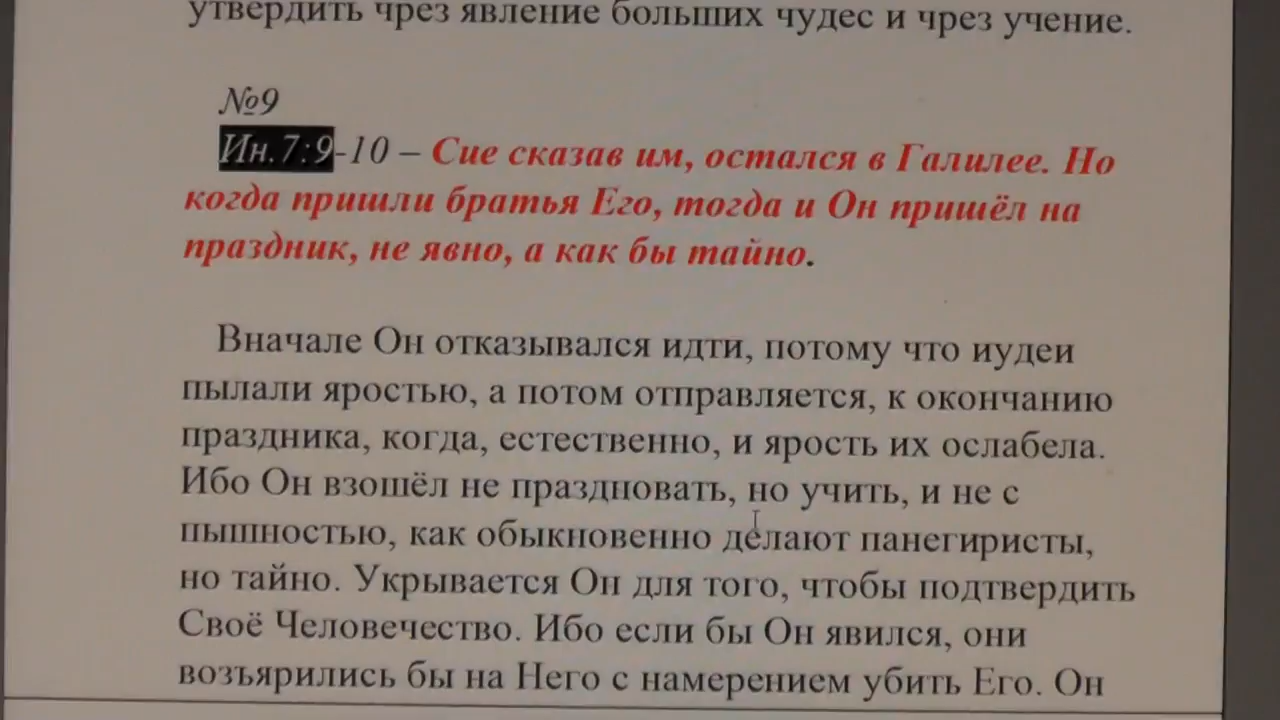 утвердить чрез явление больших чудес и чрез учение.
№9
Ин.7:9-10 – Сие сказав им, остался в Галилее. Но
когда пришли братья Его, тогда и Он пришёл на
праздник, не явно, а как бы тайно.
Вначале Он отказывался идти, потому что иудеи
пылали яростью, а потом отправляется, к окончанию
праздника, когда, естественно, и ярость их ослабела.
Ибо Он взошёл не праздновать, но учить, и не с
пышностью, как обыкновенно делают панегиристы,
но тайно. Укрывается Он для того, чтобы подтвердить
Своё Человечество. Ибо если бы Он явился, они
возъярились бы на Него с намерением убить Его. Он